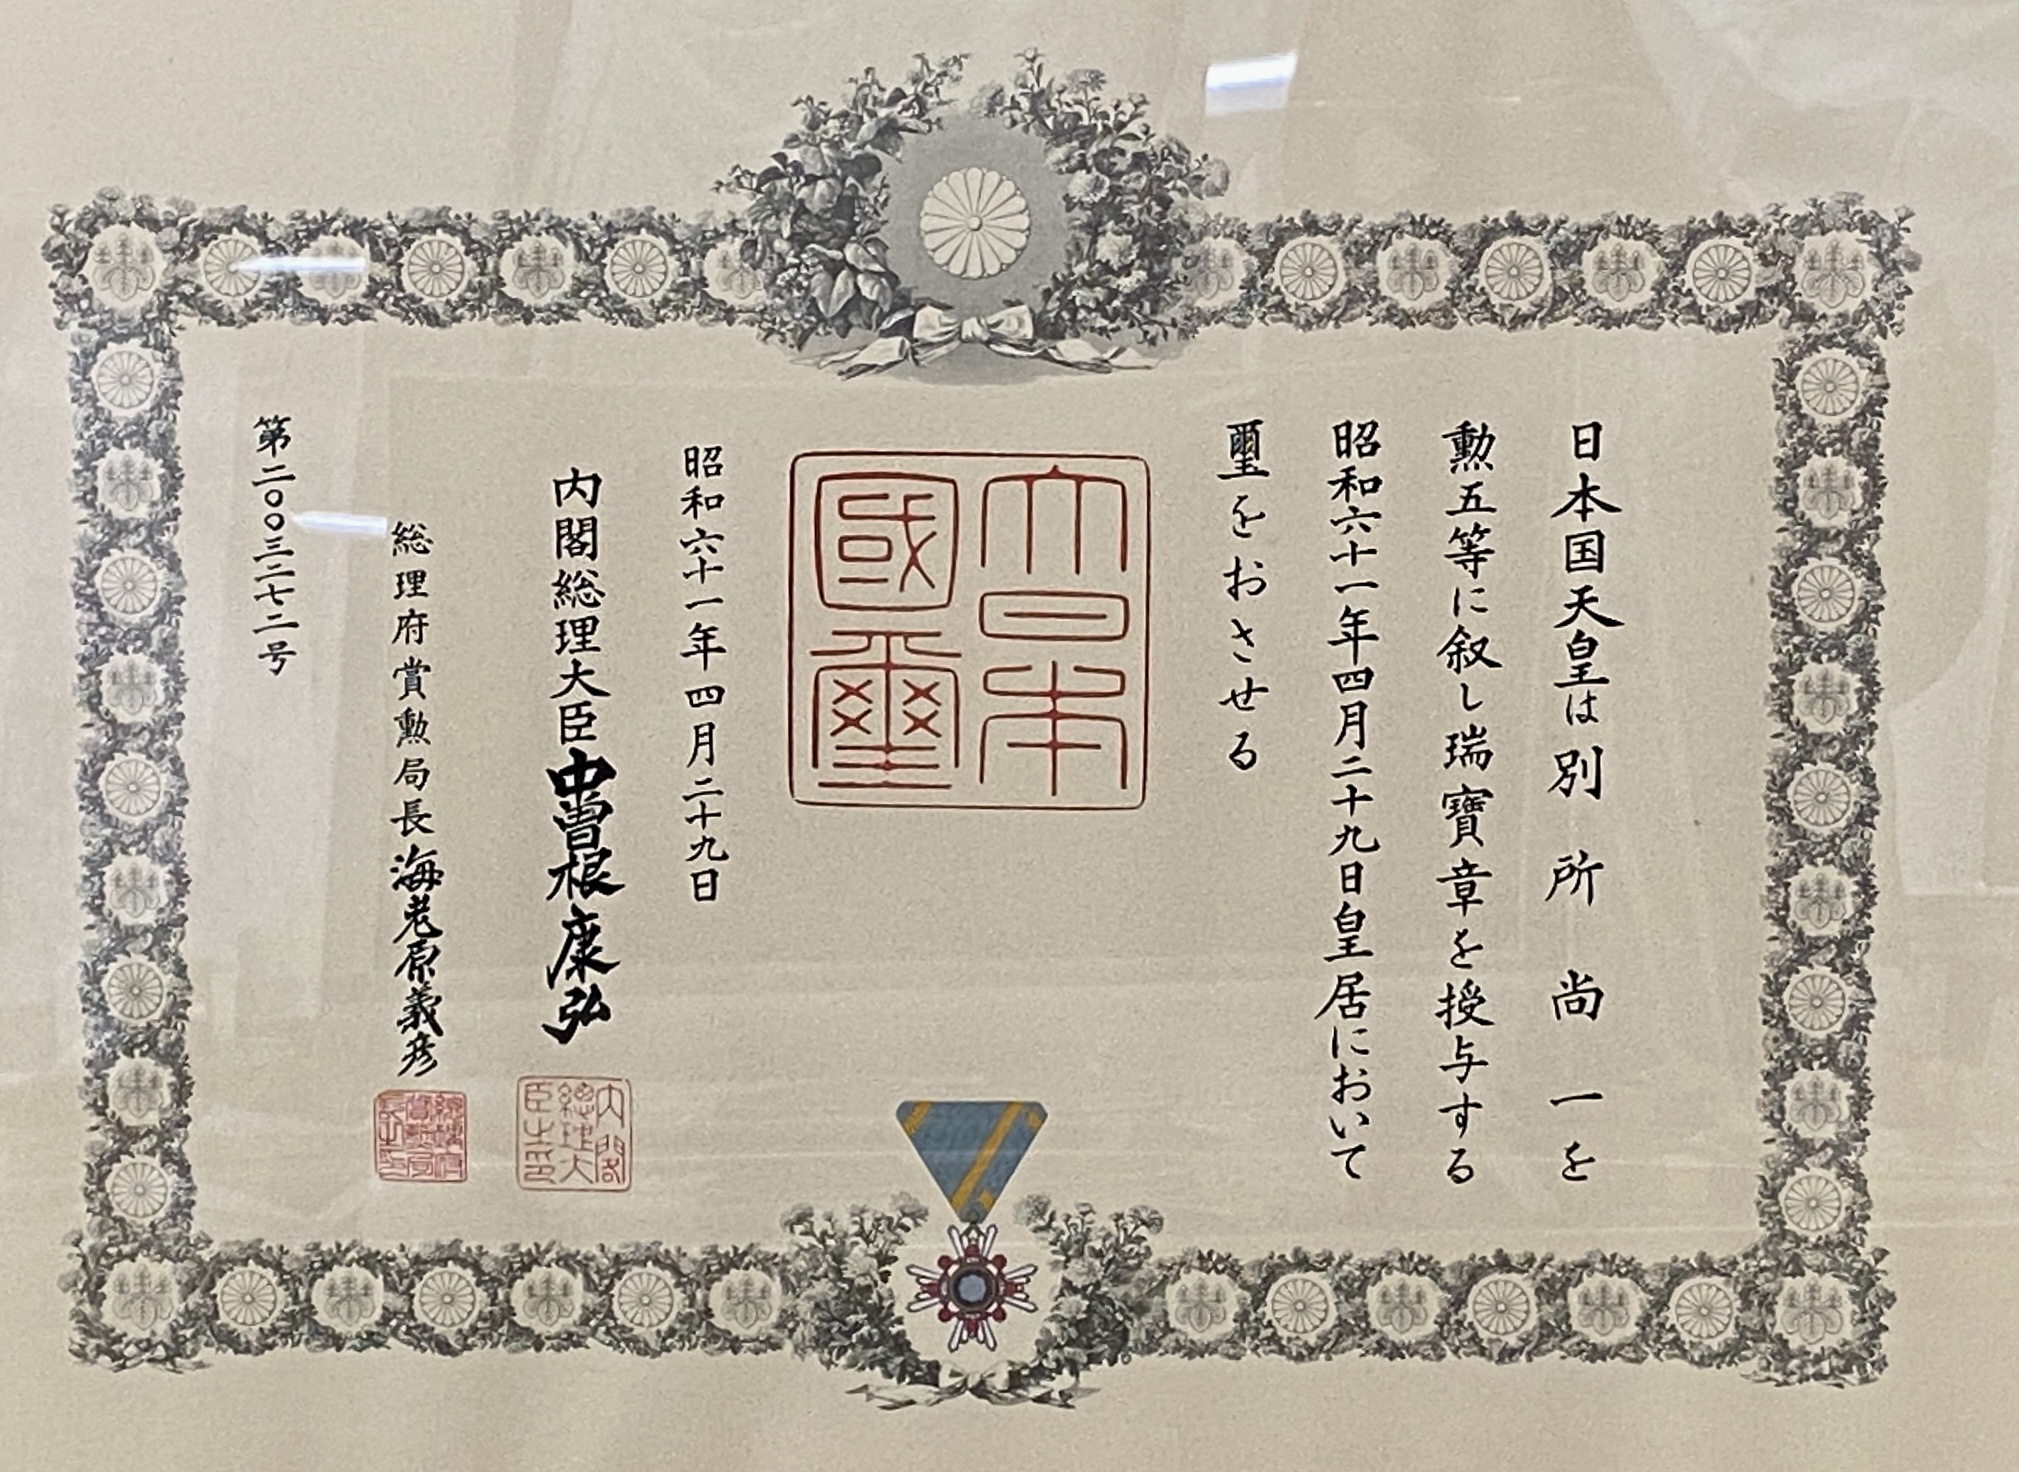 日本国天皇は別所尚一を
勲五等に叙し瑞寶章を授与する
昭和六十一年四月二十九日皇居において
璽をおさせる
大日本
國璽
昭和六十一年四月二十九日
内閣総理大臣中曽根康弘
内閣
總理大
臣之印
総理府賞勲局長海老原義彦
第二〇〇三二七二号